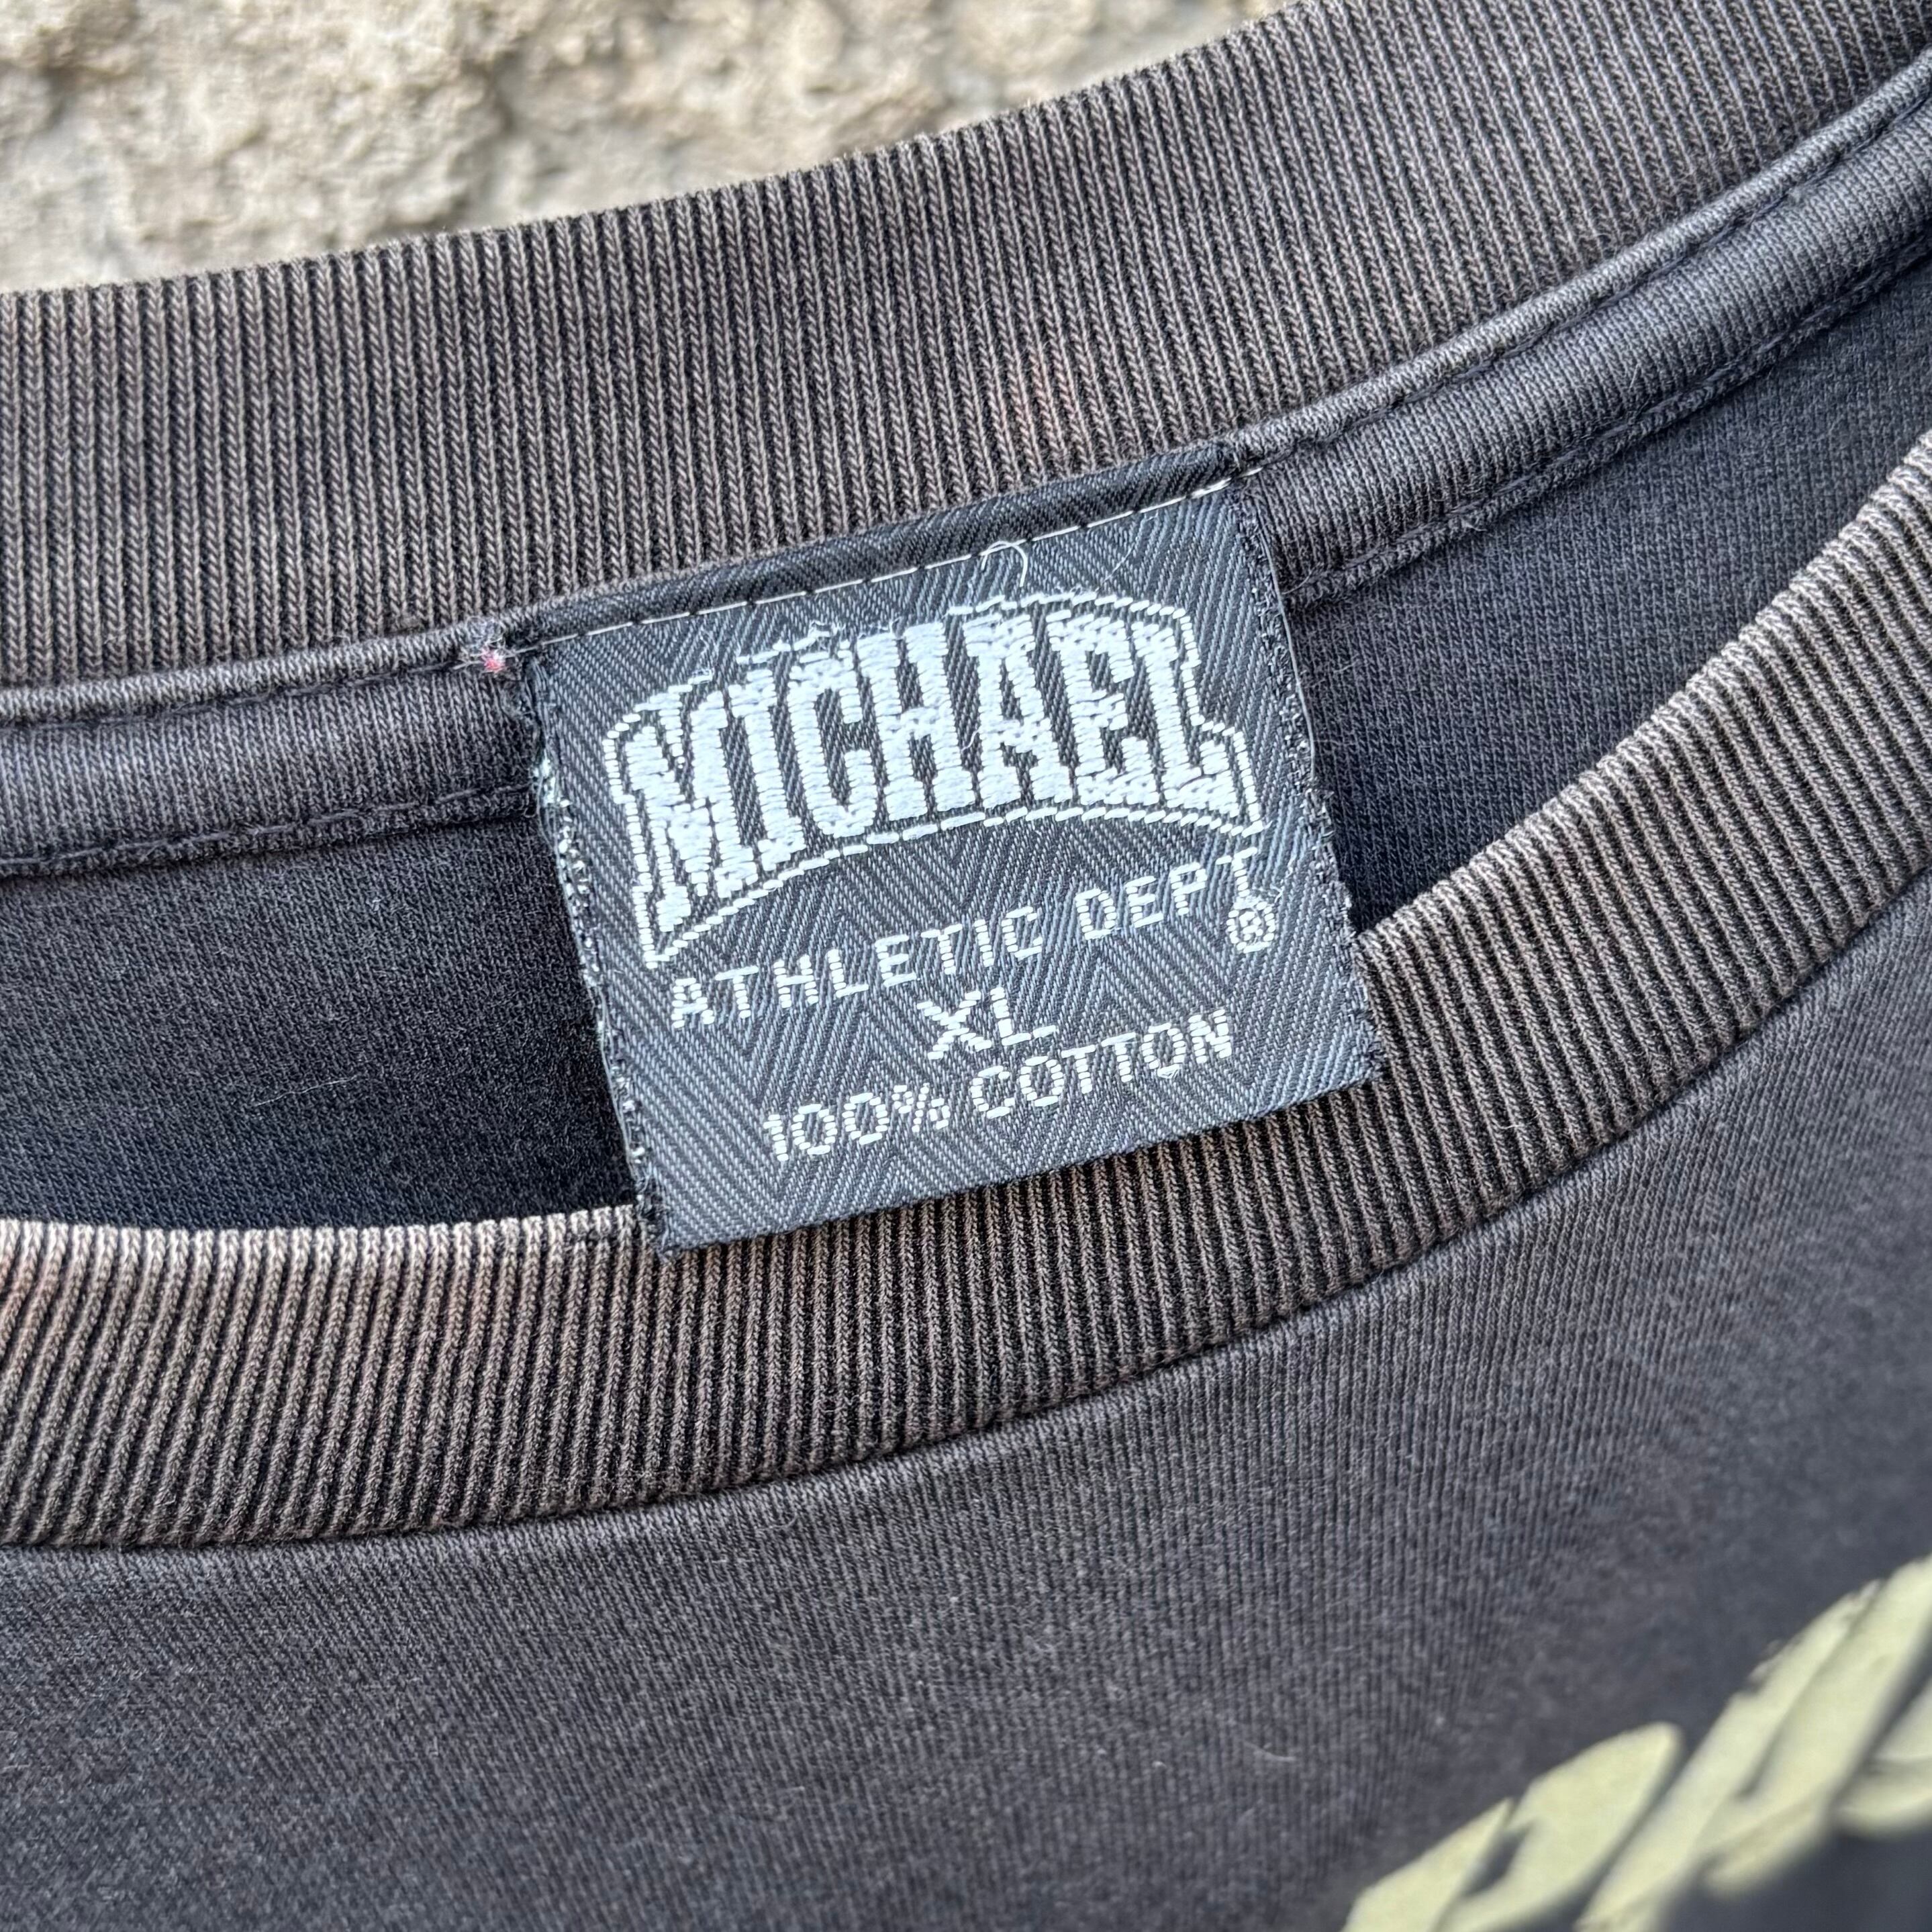 MICHAEL
ATHLETIC DEPT
®
XL
100% COTTON